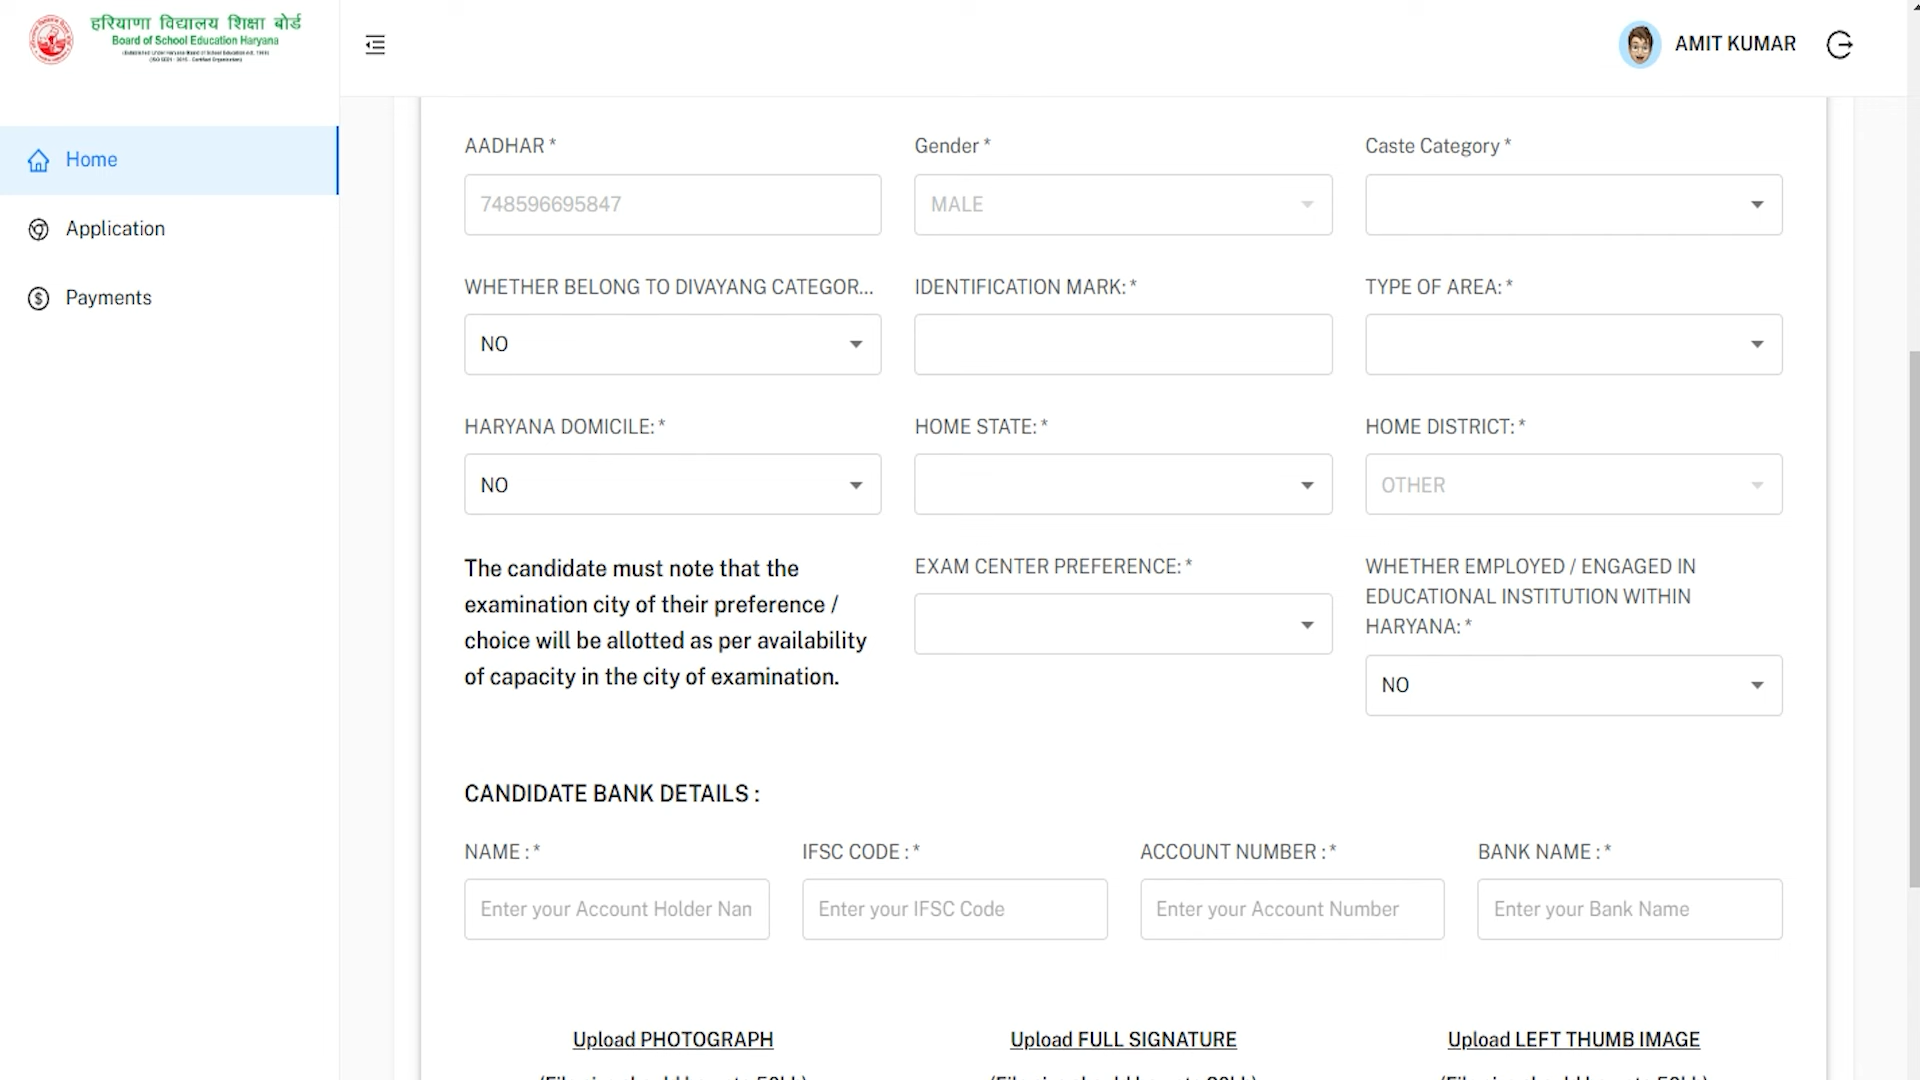 हरियाणा विद्यालय शिक्षा बोर्ड
Board of School Education Haryana
AMIT KUMAR
Home
Application
Payments
AADHAR *
Gender *
Caste Category *
748596695847
MALE
WHETHER BELONG TO DIVAYANG CATEGOR...
IDENTIFICATION MARK: *
TYPE OF AREA: *
NO
HARYANA DOMICILE: *
HOME STATE: *
HOME DISTRICT: *
NO
OTHER
The candidate must note that the
examination city of their preference /
choice will be allotted as per availability
of capacity in the city of examination.
EXAM CENTER PREFERENCE: *
WHETHER EMPLOYED / ENGAGED IN
EDUCATIONAL INSTITUTION WITHIN
HARYANA: *
NO
CANDIDATE BANK DETAILS :
NAME : *
IFSC CODE : *
ACCOUNT NUMBER : *
BANK NAME : *
Enter your Account Holder Nan
Enter your IFSC Code
Enter your Account Number
Enter your Bank Name
Upload PHOTOGRAPH
Upload FULL SIGNATURE
Upload LEFT THUMB IMAGE